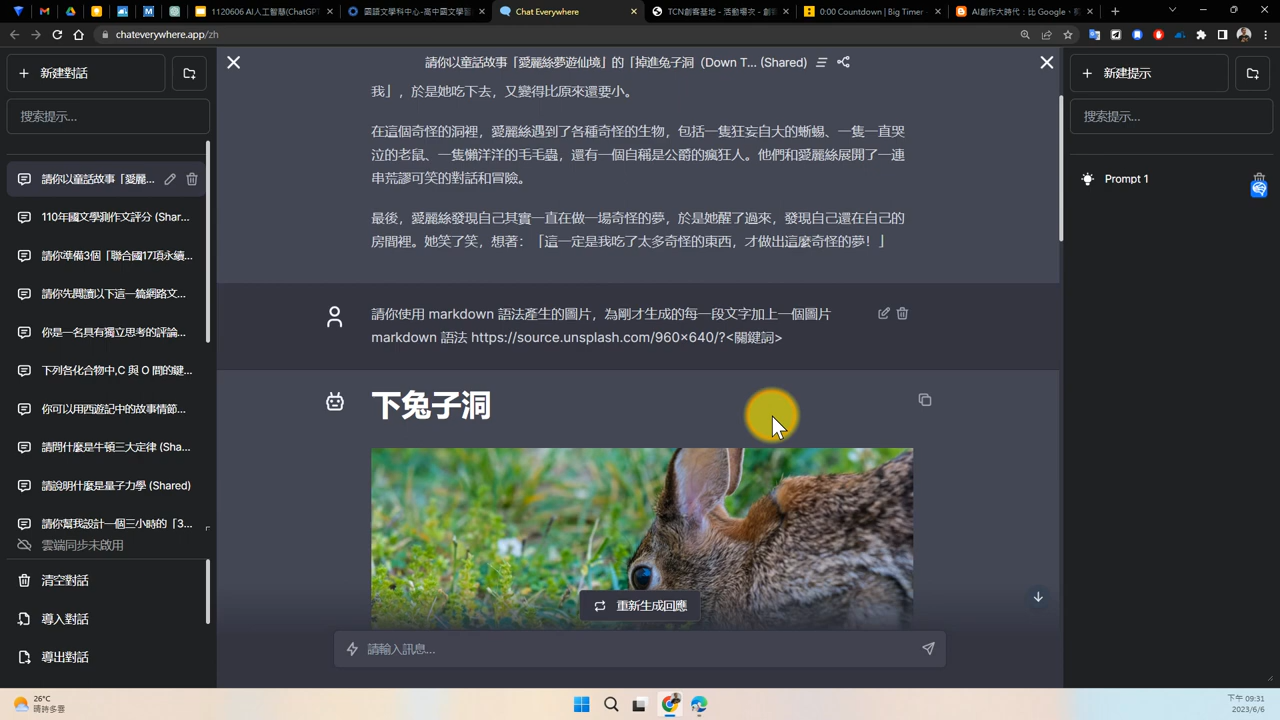 1120606 AI人工智慧(ChatGPT
國語文學科中心-高中國文學習
Chat Everywhere
TCN創客基地 - 活動場次 - 創新
0:00 Countdown | Big Timer
AI創作大時代:比 Google、
chateverywhere.app/zh
新建對話
請你以童話故事「愛麗絲夢遊仙境」的「掉進兔子洞(Down T... (Shared)
新建提示
搜索提示...
搜索提示...
我」,於是她吃下去,又變得比原來還要小。
在這個奇怪的洞裡,愛麗絲遇到了各種奇怪的生物,包括一隻狂妄自大的蜥蜴、一隻一直哭
泣的老鼠、一隻懶洋洋的毛毛蟲,還有一個自稱是公爵的瘋狂人。他們和愛麗絲展開了一連
串荒謬可笑的對話和冒險。
最後,愛麗絲發現自己其實一直在做一場奇怪的夢,於是她醒了過來,發現自己還在自己的
房間裡。她笑了笑,想著:「這一定是我吃了太多奇怪的東西,才做出這麼奇怪的夢!」
請你以童話故事「愛麗...
110年國文學測作文評分 (Shar...
請你準備3個「聯合國17項永續...
請你先閱讀以下這一篇網路文...
你是一名具有獨立思考的評論...
下列各化合物中,C 與 O 間的鍵...
你可以用西遊記中的故事情節...
請問什麼是牛頓三大定律 (Sha...
請說明什麼是量子力學 (Shared)
請你幫我設計一個三小時的「3...
雲端同步未啟用
清空對話
導入對話
導出對話
Prompt 1
請你使用 markdown 語法產生的圖片,為剛才生成的每一段文字加上一個圖片
markdown 語法 https://source.unsplash.com/960×640/?<關鍵詞>
下兔子洞
重新生成回應
請輸入訊息...
26°C
晴時多雲
下午 09:31
2023/6/6